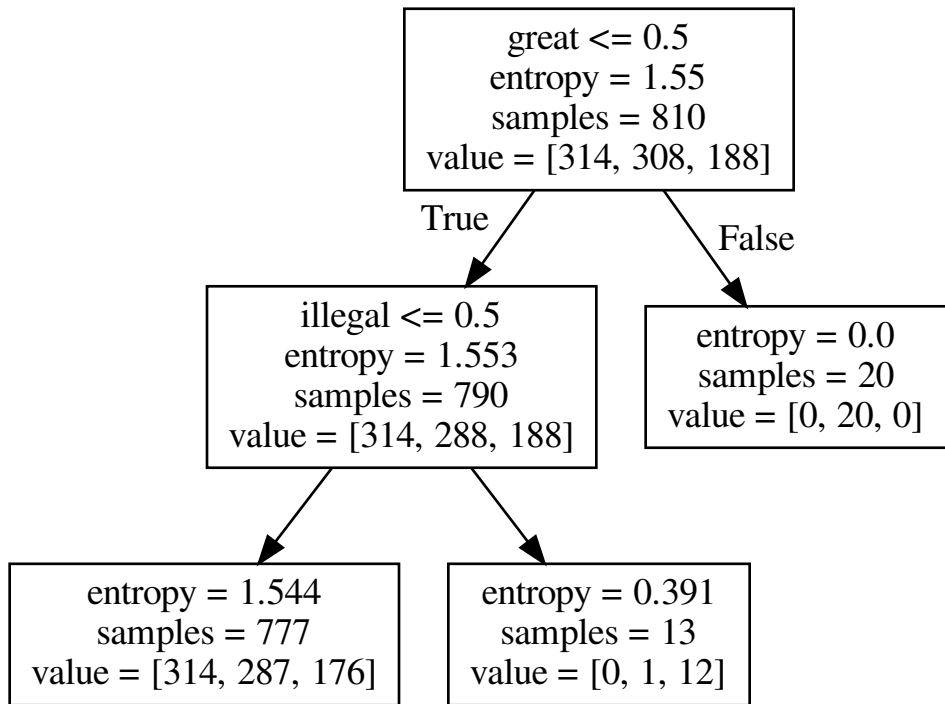 great <= 0.5
entropy = 1.55
samples = 810
value = [314, 308, 188]
True
False
illegal <= 0.5
entropy = 1.553
samples = 790
value = [314, 288, 188]
entropy = 0.0
samples = 20
value = [0, 20, 0]
entropy = 1.544
samples = 777
value = [314, 287, 176]
entropy = 0.391
samples = 13
value = [0, 1, 12]